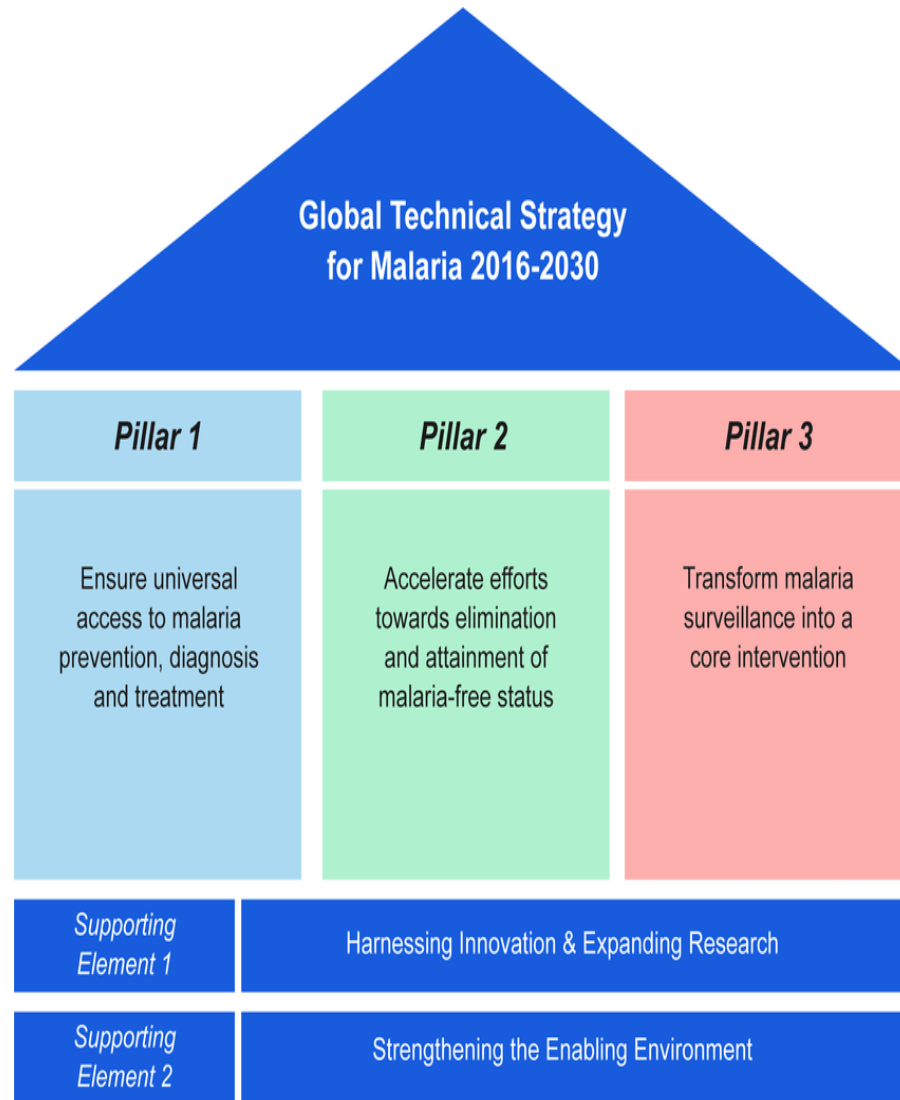 Global Technical Strategy
for Malaria 2016-2030
Pillar 1
Pillar 2
Pillar 3
Ensure universal
access to malaria
prevention, diagnosis
and treatment
Accelerate efforts
towards elimination
and attainment of
malaria-free status
Transform malaria
surveillance into a
core intervention
Supporting
Element 1
Harnessing Innovation & Expanding Research
Supporting
Element 2
Strengthening the Enabling Environment